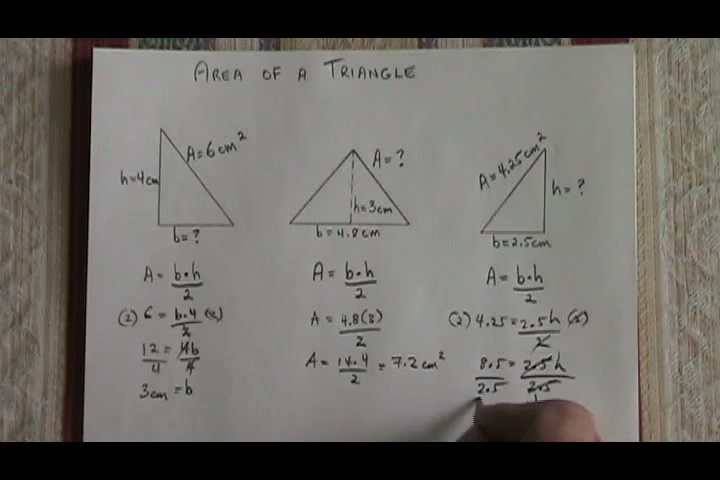 AREA OF A TRIANGLE
A=6cm²
h=4cm
b=?
A = b•h/2
(2) 6 = b•4/2 (2)
12/4 = 4b/4
3cm = b
A=?
h=3cm
b=4.8cm
A = b•h/2
A = 4.8(3)/2
A = 14.4/2 = 7.2cm²
A=4.25cm²
h=?
b=2.5cm
A = b•h/2
(2) 4.25 = 2.5h/2 (2)
8.5/2.5 = 2.5h/2.5